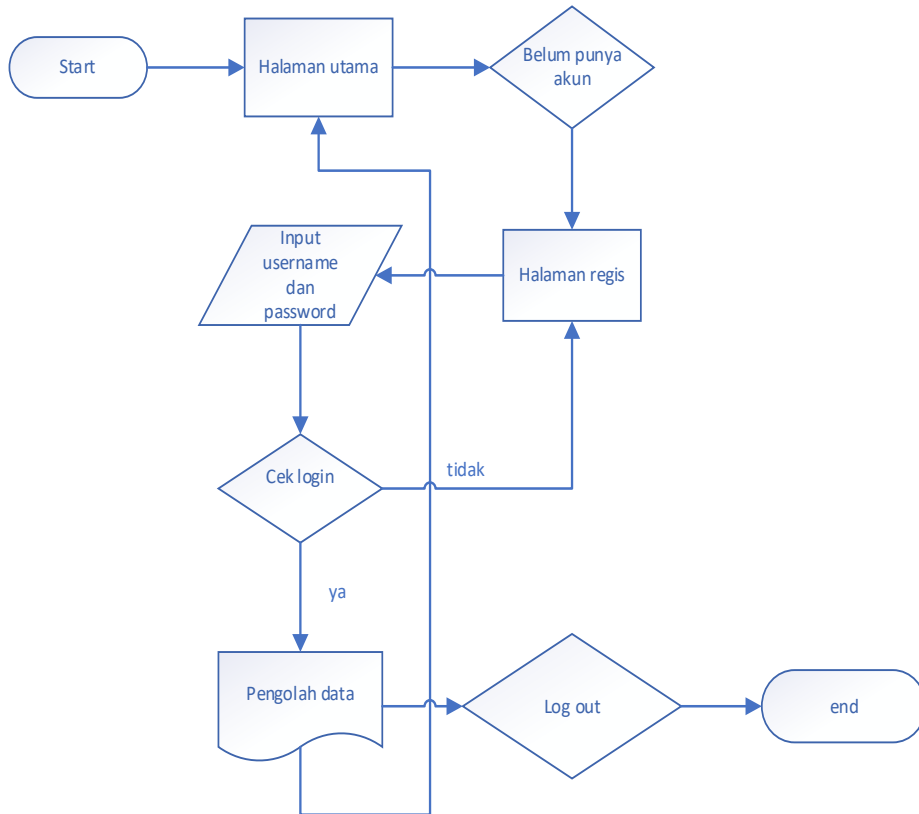 Start
Halaman utama
Belum punya
akun
Input
username
dan
password
Halaman regis
Cek login
tidak
ya
Pengolah data
Log out
end